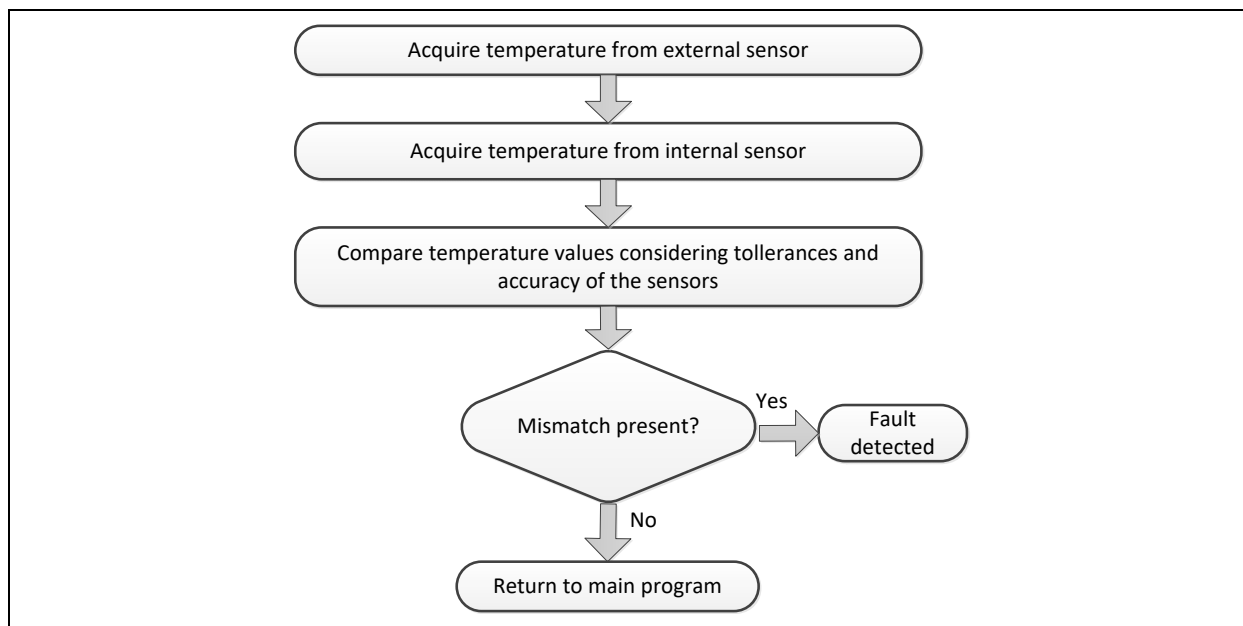 Acquire temperature from external sensor
Acquire temperature from internal sensor
Compare temperature values considering tollerances and
accuracy of the sensors
Mismatch present?
Yes
Fault
detected
No
Return to main program